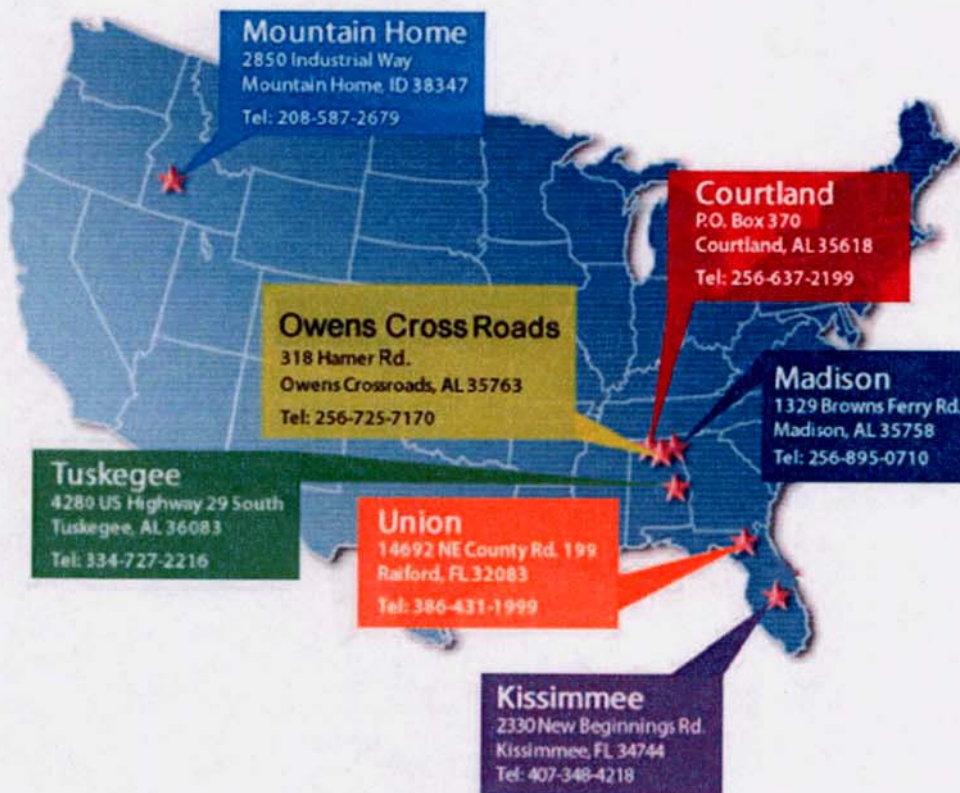 Mountain Home
2850 Industrial Way
Mountain Home, ID 38347
Tel: 208-587-2679
Courtland
P.O. Box 370
Courtland, AL 35618
Tel: 256-637-2199
Owens Cross Roads
318 Hamer Rd.
Owens Crossroads, AL 35763
Tel: 256-725-7170
Madison
1329 Browns Ferry Rd.
Madison, AL 35758
Tel: 256-895-0710
Tuskegee
4280 US Highway 29 South
Tuskegee, AL 36083
Tel: 334-727-2216
Union
14692 NE County Rd. 199
Raiford, FL 32083
Tel: 386-431-1999
Kissimmee
2330 New Beginnings Rd.
Kissimmee, FL 34744
Tel: 407-348-4218